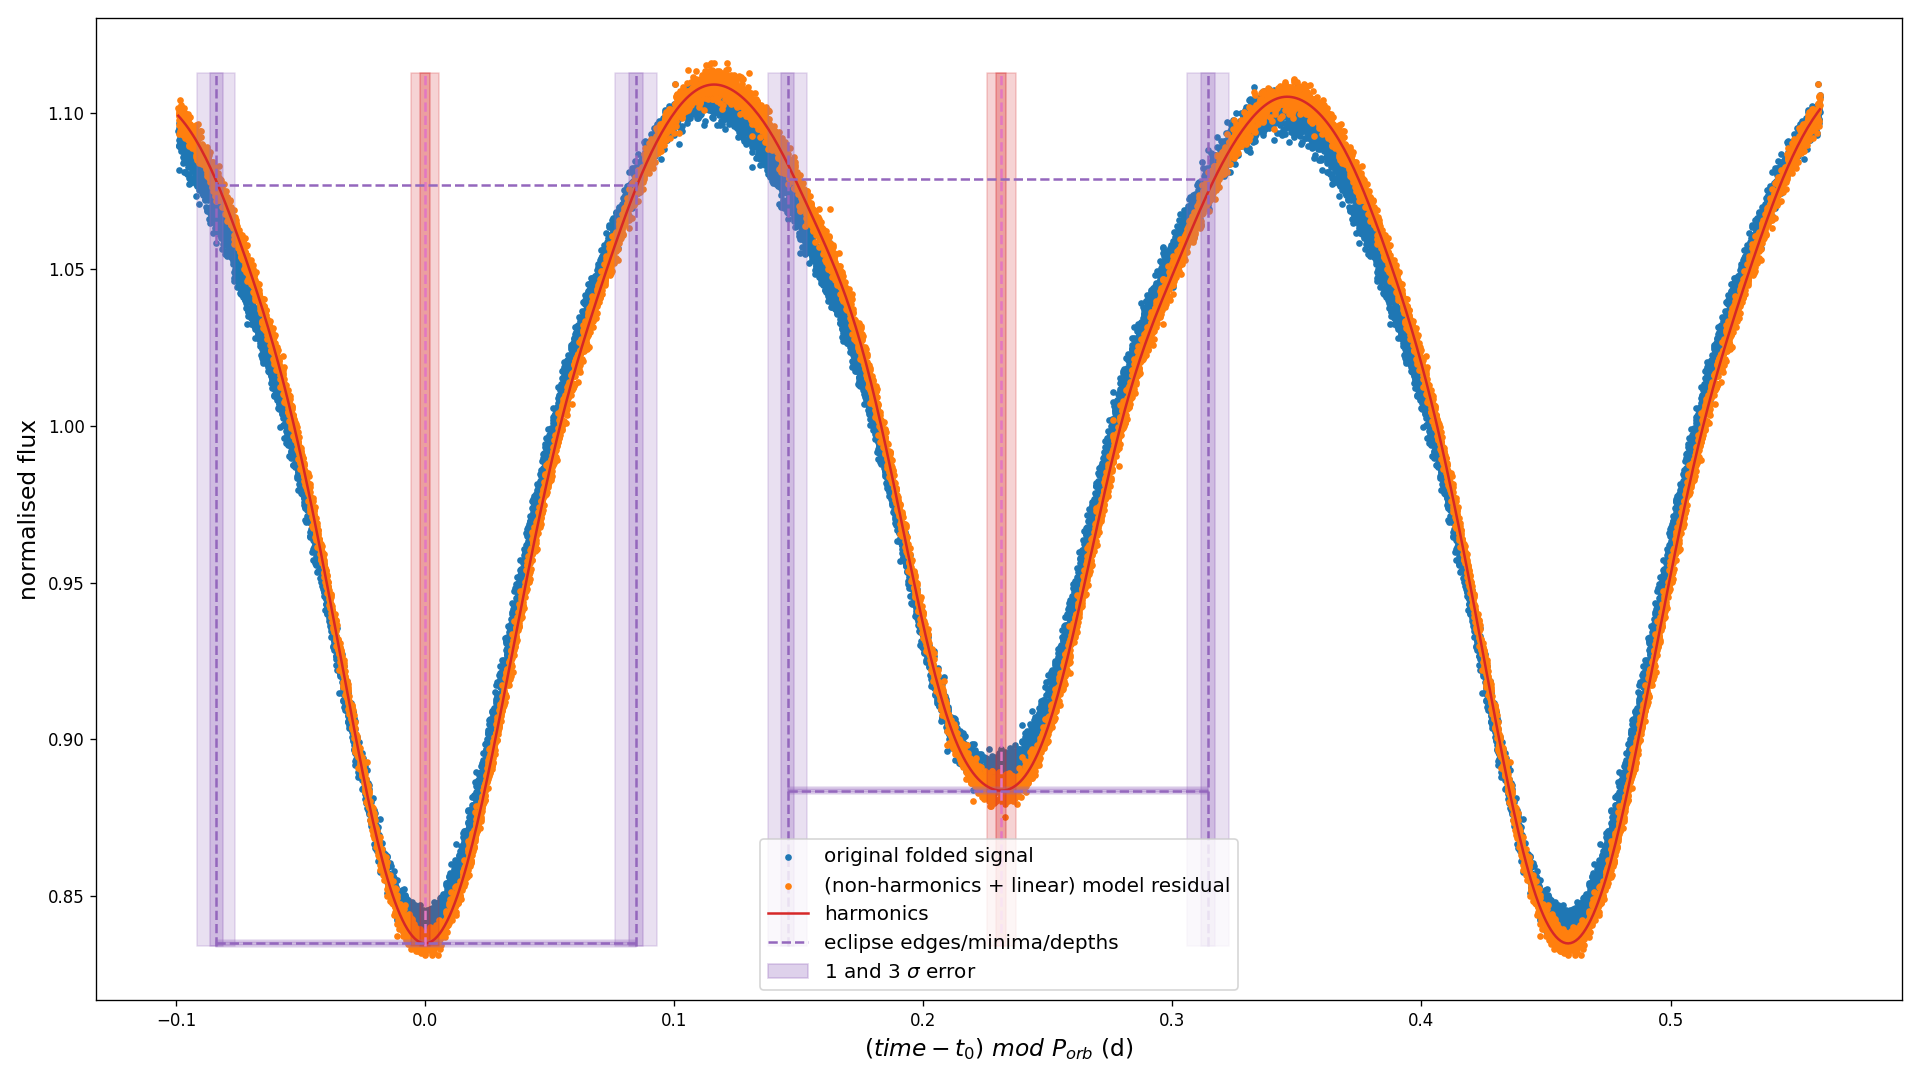 normalised flux
1.10
1.05
1.00
0.95
0.90
0.85
original folded signal
(non-harmonics + linear) model residual
harmonics
eclipse edges/minima/depths
1 and 3 σ error
−0.1 0.0 0.1 0.2 0.3 0.4 0.5
(time − t₀) mod Pₒᵣb (d)